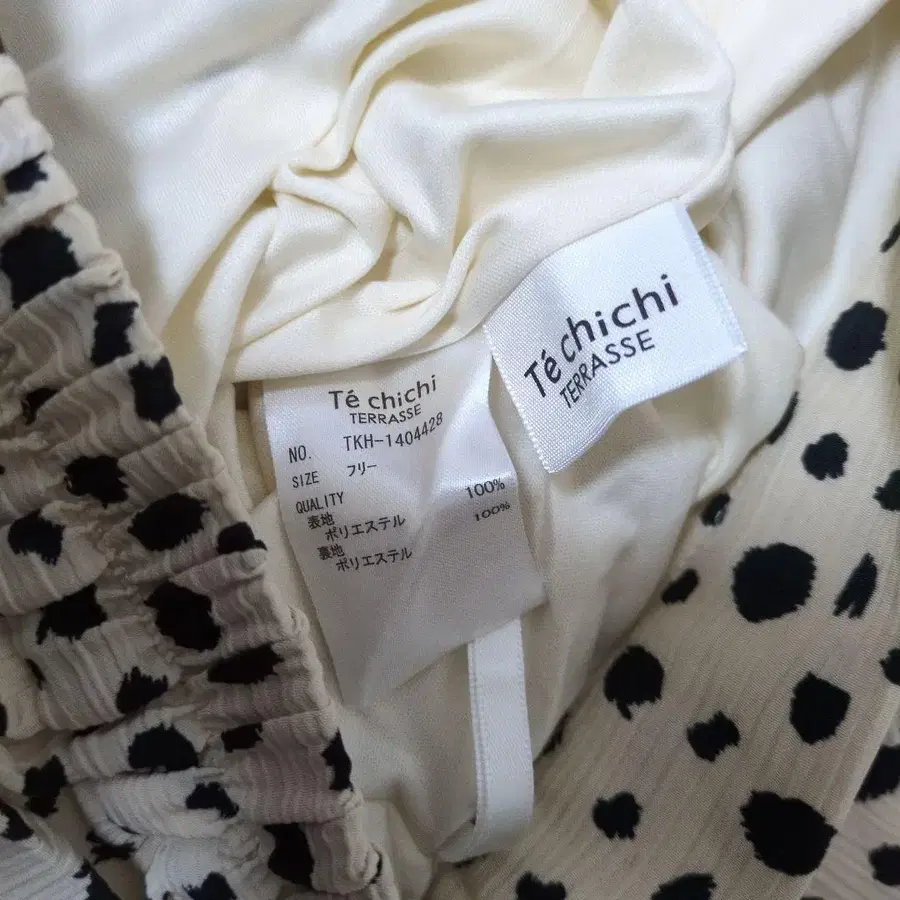 Té chichi
TERRASSE
Té chichi
TERRASSE
NO. TKH-1404428
SIZE フリー
QUALITY
表地
ポリエステル 100%
裏地
ポリエステル 100%